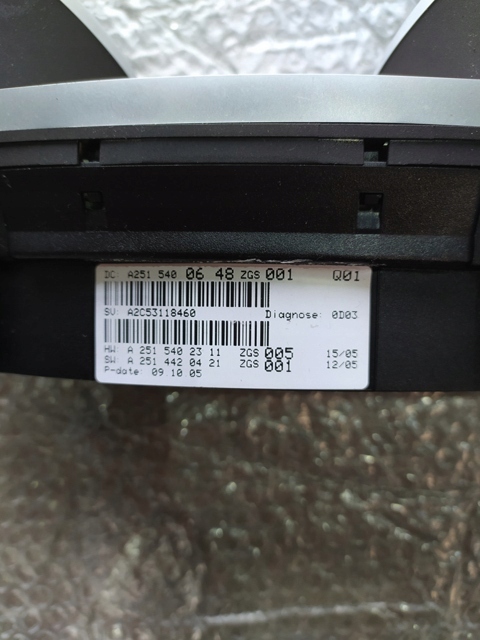 DC A251 540 06 48 ZGS 001 Q01
SV: A2C53118460 Diagnose: 0D03
HW: A 251 540 23 11 ZGS 005 15/05
SW: A 251 442 04 21 ZGS 001 12/05
P-date: 09 10 05